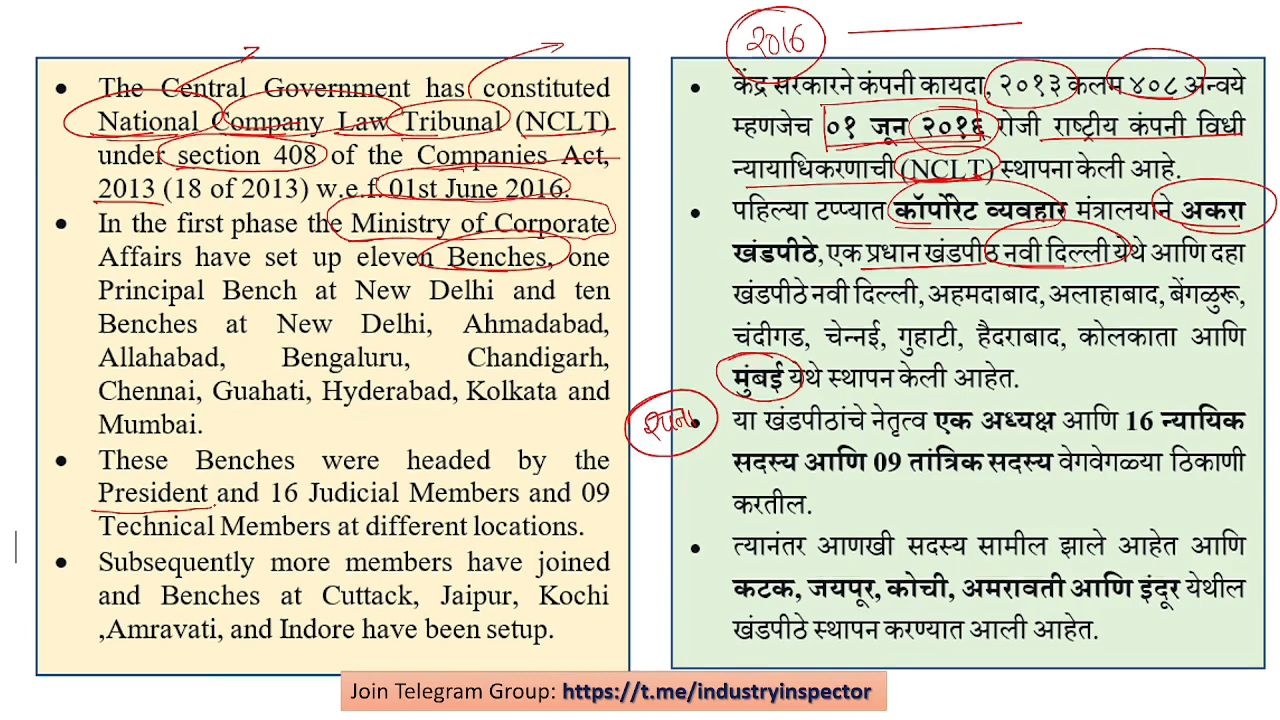 २०१६
The Central Government has constituted
National Company Law Tribunal (NCLT)
under section 408 of the Companies Act,
2013 (18 of 2013) w.e.f. 01st June 2016.
In the first phase the Ministry of Corporate
Affairs have set up eleven Benches, one
Principal Bench at New Delhi and ten
Benches at New Delhi, Ahmadabad,
Allahabad, Bengaluru, Chandigarh,
Chennai, Guahati, Hyderabad, Kolkata and
Mumbai.
These Benches were headed by the
President and 16 Judicial Members and 09
Technical Members at different locations.
Subsequently more members have joined
and Benches at Cuttack, Jaipur, Kochi
,Amravati, and Indore have been setup.
केंद्र सरकारने कंपनी कायदा, २०१३ कलम ४०८ अन्वये
म्हणजेच ०१ जून २०१६ रोजी राष्ट्रीय कंपनी विधी
न्यायाधिकरणाची (NCLT) स्थापना केली आहे.
पहिल्या टप्प्यात कॉर्पोरेट व्यवहार मंत्रालयाने अकरा
खंडपीठे, एक प्रधान खंडपीठ नवी दिल्ली येथे आणि दहा
खंडपीठे नवी दिल्ली, अहमदाबाद, अलाहाबाद, बेंगळुरू,
चंदीगड, चेन्नई, गुहाटी, हैदराबाद, कोलकाता आणि
मुंबई येथे स्थापन केली आहेत.
या खंडपीठांचे नेतृत्व एक अध्यक्ष आणि 16 न्यायिक
सदस्य आणि 09 तांत्रिक सदस्य वेगवेगळ्या ठिकाणी
करतील.
त्यानंतर आणखी सदस्य सामील झाले आहेत आणि
कटक, जयपूर, कोची, अमरावती आणि इंदूर येथील
खंडपीठे स्थापन करण्यात आली आहेत.
Join Telegram Group: https://t.me/industryinspector